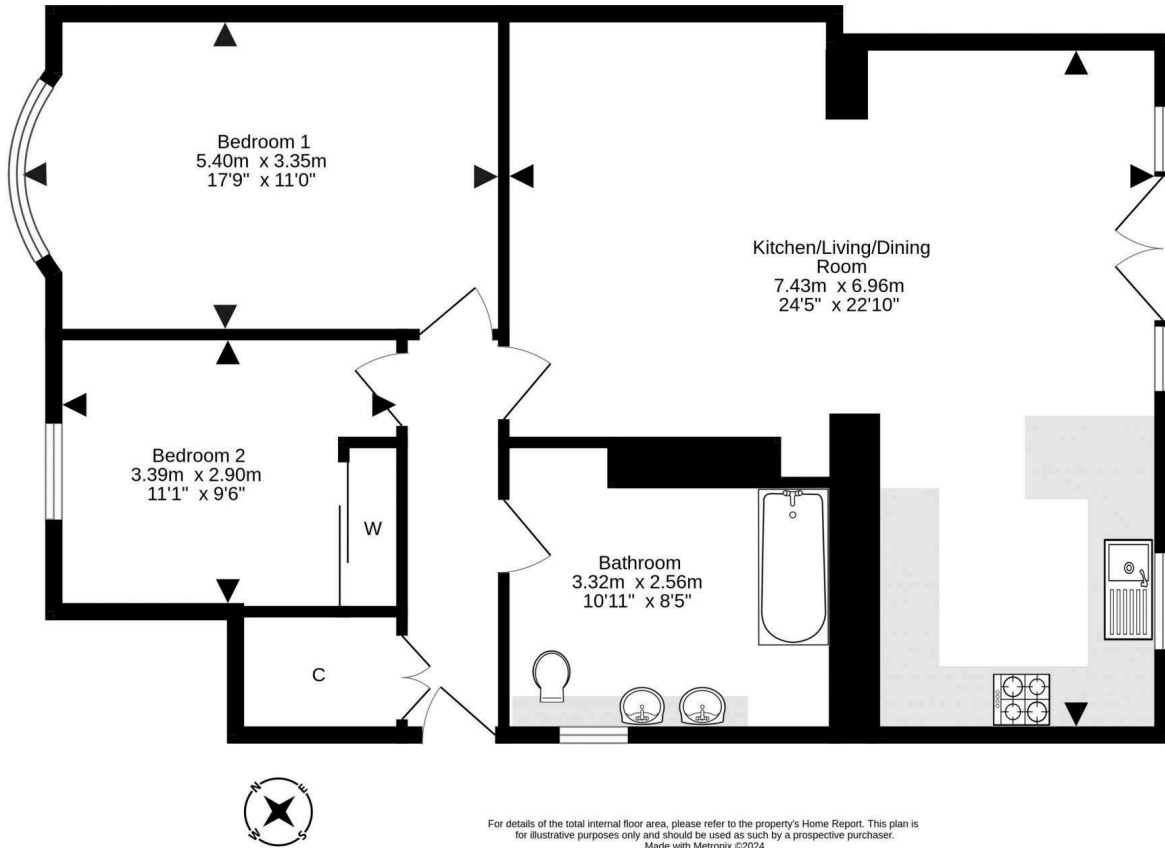 Bedroom 1
5.40m x 3.35m
17'9" x 11'0"
Kitchen/Living/Dining
Room
7.43m x 6.96m
24'5" x 22'10"
Bedroom 2
3.39m x 2.90m
11'1" x 9'6"
W
Bathroom
3.32m x 2.56m
10'11" x 8'5"
C
N
E
W
S
For details of the total internal floor area, please refer to the property's Home Report. This plan is
for illustrative purposes only and should be used as such by a prospective purchaser.
Made with Metropix ©2024